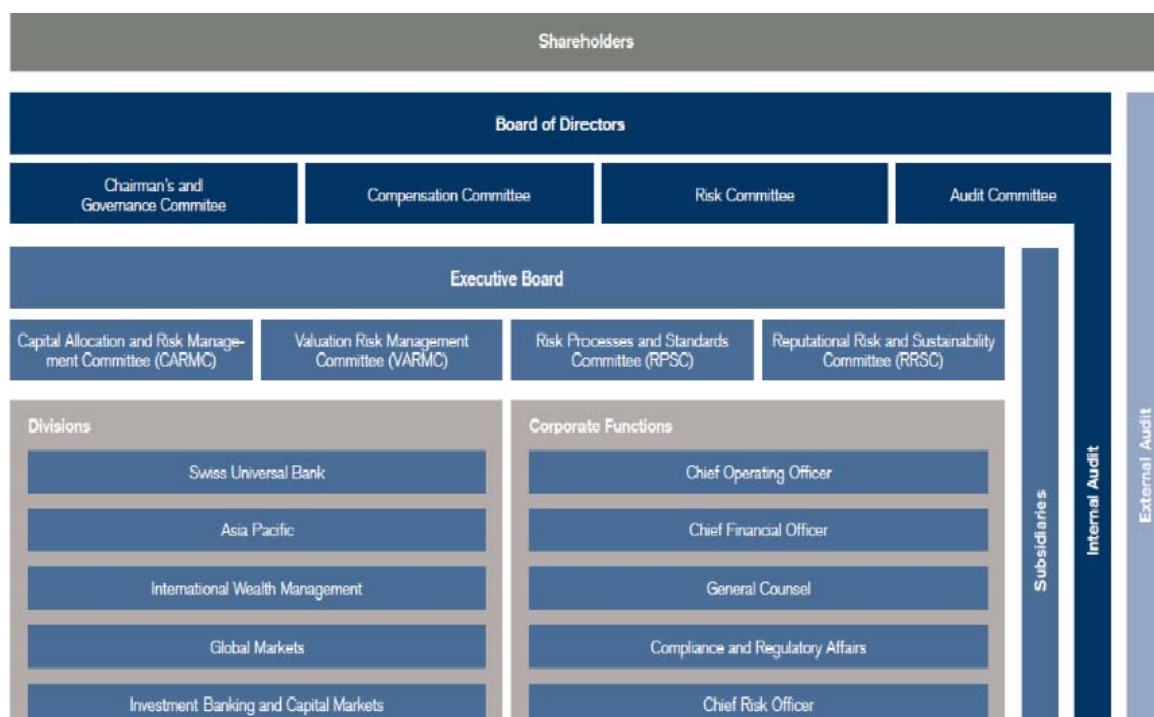 Shareholders
Board of Directors
Chairman's and
Governance Commitee
Compensation Committee
Risk Committee
Audit Committee
Executive Board
Capital Allocation and Risk Manage-
ment Committee (CARMC)
Valuation Risk Management
Committee (VARMC)
Risk Processes and Standards
Committee (RPSC)
Reputational Risk and Sustainability
Committee (RRSC)
Divisions
Swiss Universal Bank
Asia Pacific
International Wealth Management
Global Markets
Investment Banking and Capital Markets
Corporate Functions
Chief Operating Officer
Chief Financial Officer
General Counsel
Compliance and Regulatory Affairs
Chief Risk Officer
Subsidiaries
Internal Audit
External Audit